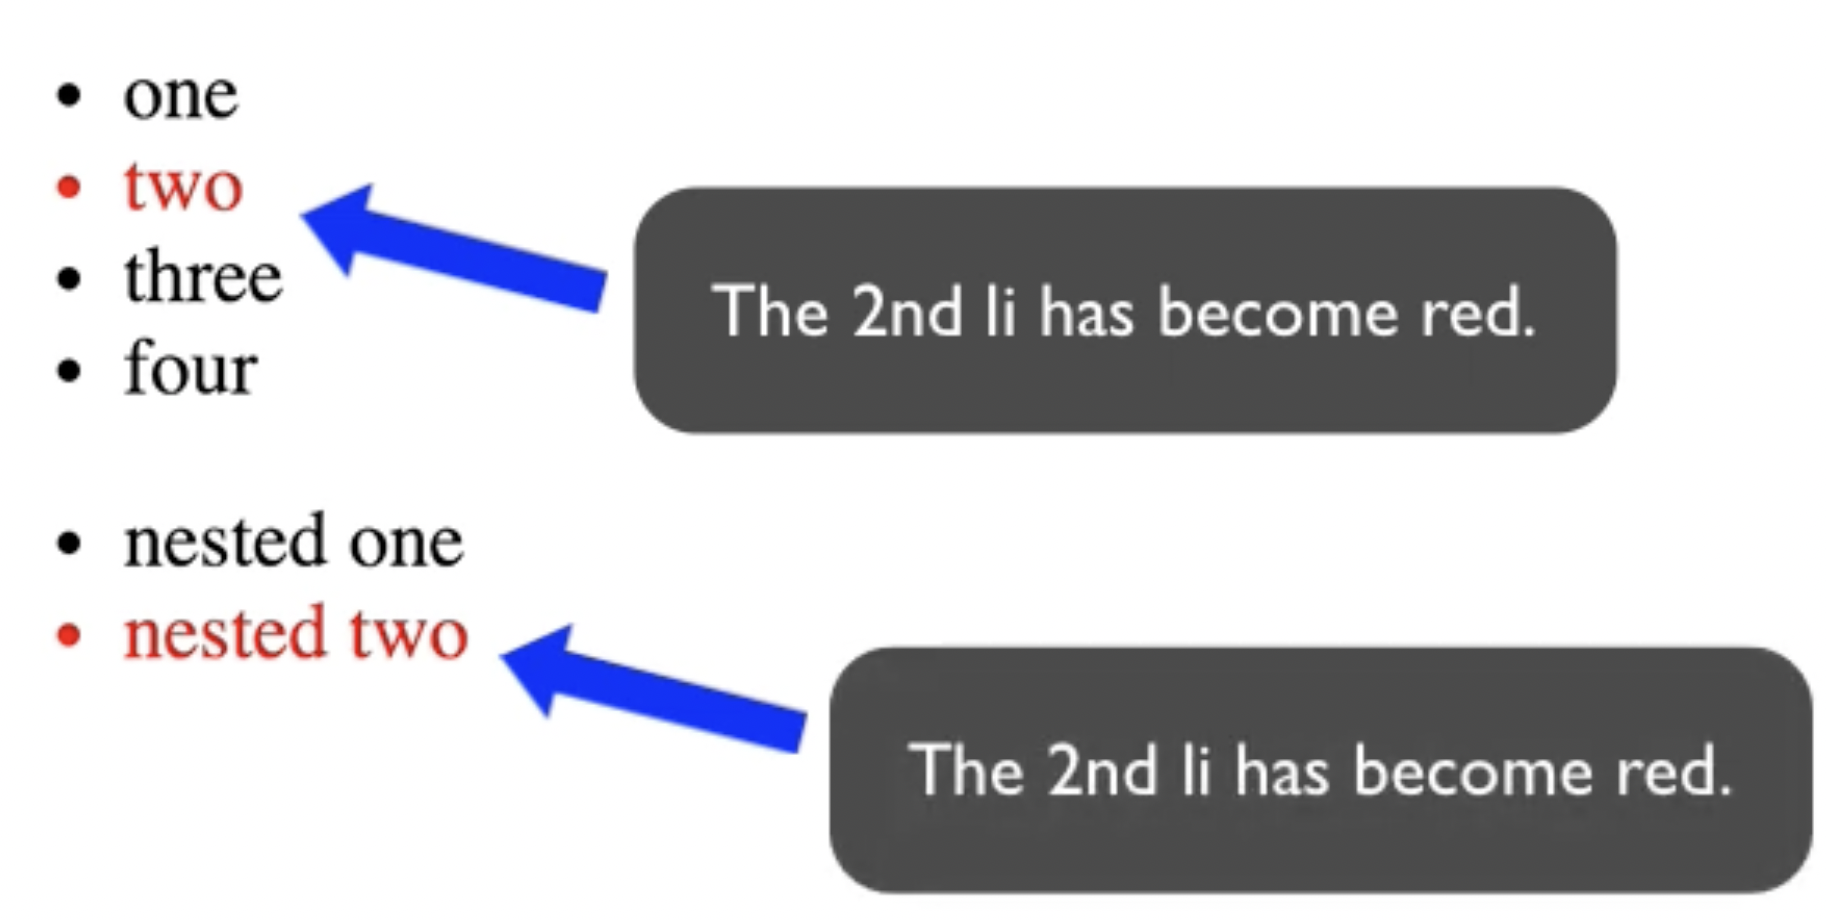 • one
• two
• three
• four
The 2nd li has become red.
• nested one
• nested two
The 2nd li has become red.